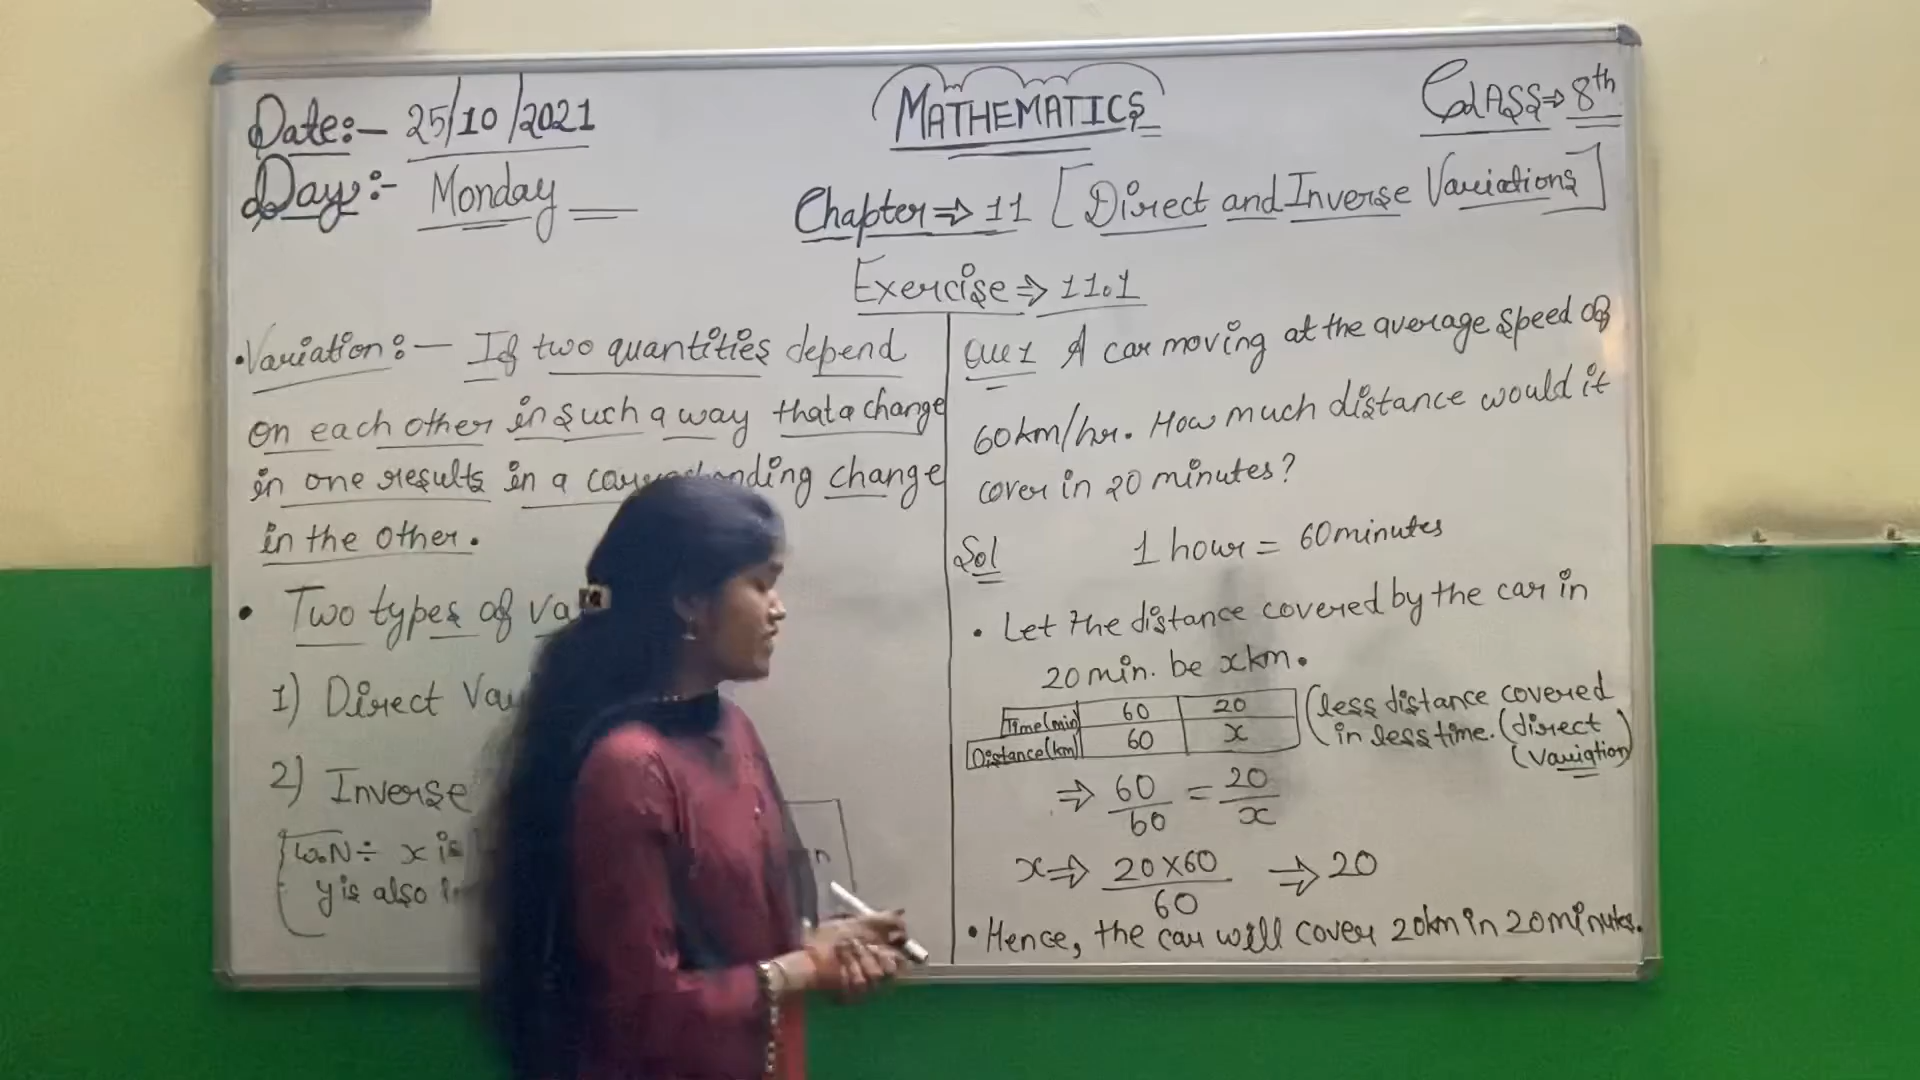 Date:- 25/10/2021
Day:- Monday
MATHEMATICS
CLASS⇒ 8th
Chapter⇒ 11 [Direct and Inverse Variations]
Exercise⇒ 11.1
•Variation:- If two quantities depend
on each other in such a way that a change
in one results in a change
in the other.
• Two types of
1) Direct
2) Inverse
x is
y is also
Que 1 A car moving at the average speed of
60km/hr. How much distance would it
cover in 20 minutes?
Sol 1 hour = 60 minutes
• Let the distance covered by the car in
20 min. be x km.
Time(min) 60 20
Distance(km) 60 x
(less distance covered
in less time. (direct
(variation)
⇒ 60/60 = 20/x
x⇒ 20×60/60 ⇒ 20
• Hence, the car will cover 20km in 20 minutes.